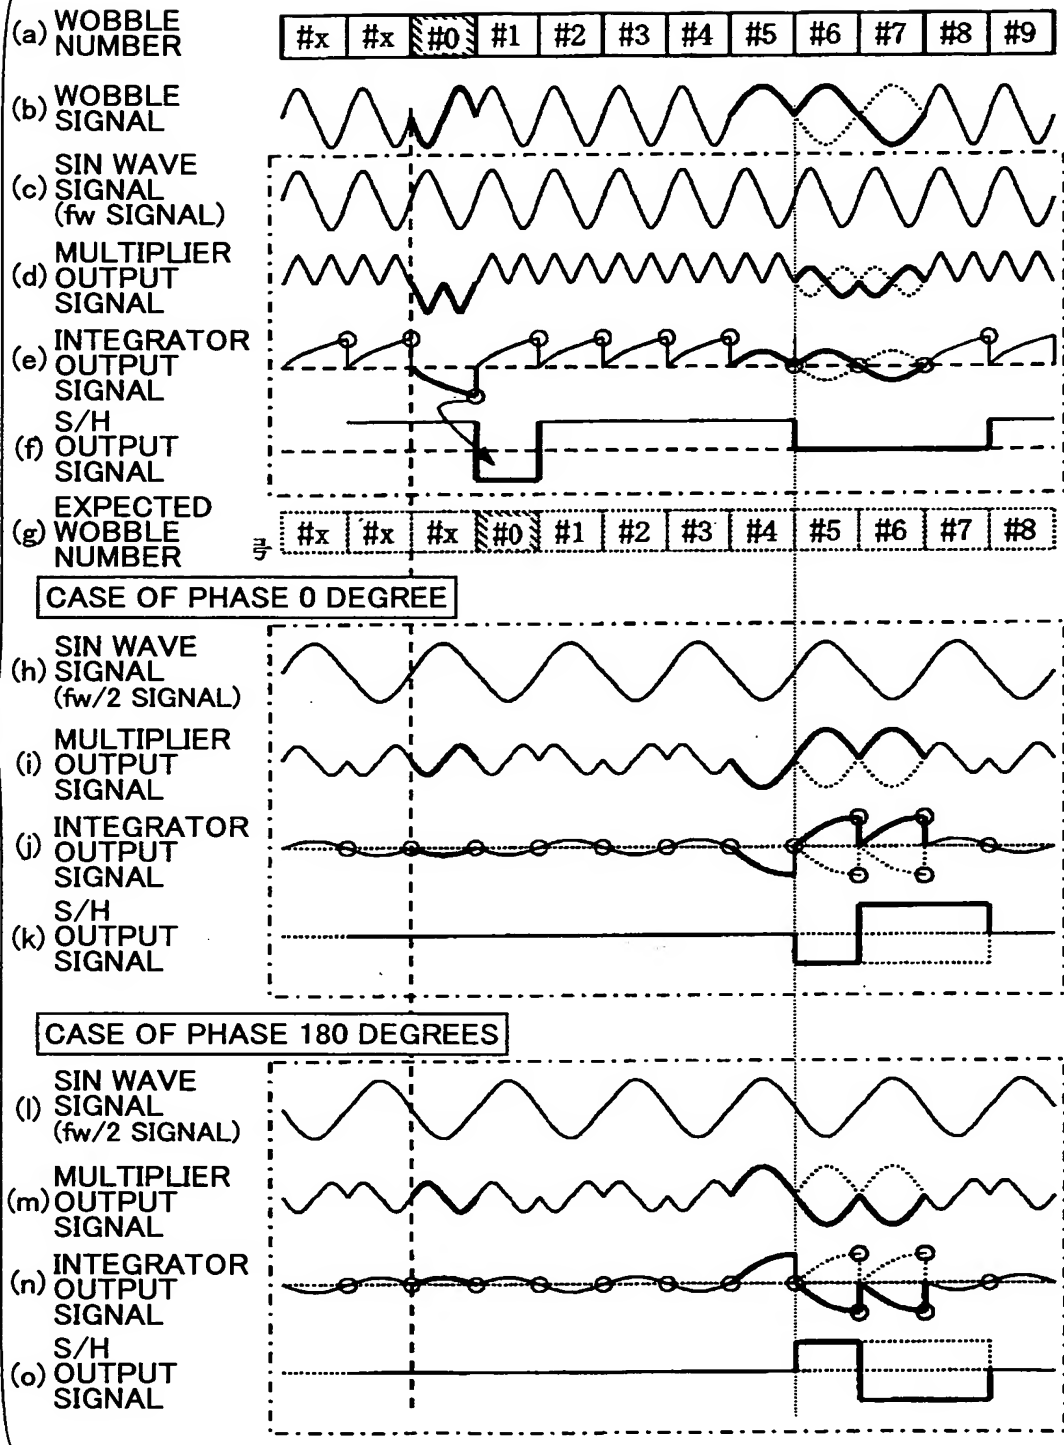 (a) WOBBLE
NUMBER
#x #x #0 #1 #2 #3 #4 #5 #6 #7 #8 #9
(b) WOBBLE
SIGNAL
SIN WAVE
(c) SIGNAL
(fw SIGNAL)
MULTIPLIER
(d) OUTPUT
SIGNAL
INTEGRATOR
(e) OUTPUT
SIGNAL
S/H
(f) OUTPUT
SIGNAL
EXPECTED
(g) WOBBLE
NUMBER
#x #x #x #0 #1 #2 #3 #4 #5 #6 #7 #8
CASE OF PHASE 0 DEGREE
SIN WAVE
(h) SIGNAL
(fw/2 SIGNAL)
MULTIPLIER
(i) OUTPUT
SIGNAL
INTEGRATOR
(j) OUTPUT
SIGNAL
S/H
(k) OUTPUT
SIGNAL
CASE OF PHASE 180 DEGREES
SIN WAVE
(l) SIGNAL
(fw/2 SIGNAL)
MULTIPLIER
(m) OUTPUT
SIGNAL
INTEGRATOR
(n) OUTPUT
SIGNAL
S/H
(o) OUTPUT
SIGNAL